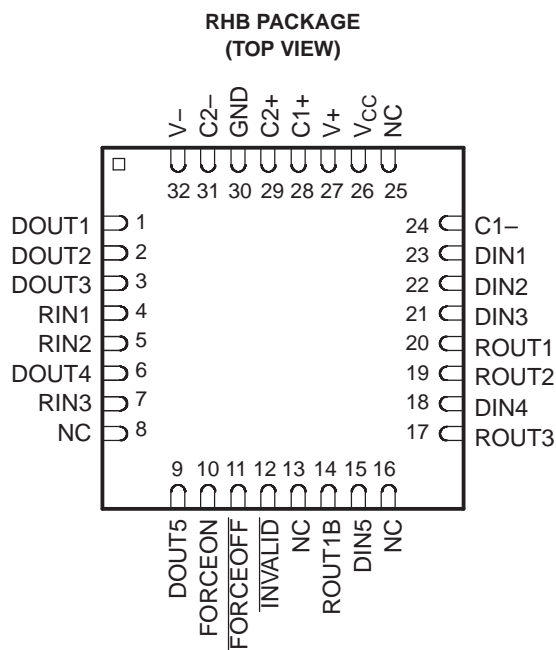 RHB PACKAGE
(TOP VIEW)
V–
C2–
GND
C2+
C1+
V+
VCC
NC
32 31 30 29 28 27 26 25
DOUT1 1
DOUT2 2
DOUT3 3
RIN1 4
RIN2 5
DOUT4 6
RIN3 7
NC 8
24 C1–
23 DIN1
22 DIN2
21 DIN3
20 ROUT1
19 ROUT2
18 DIN4
17 ROUT3
9 10 11 12 13 14 15 16
DOUT5
FORCEON
FORCEOFF
INVALID
NC
ROUT1B
DIN5
NC